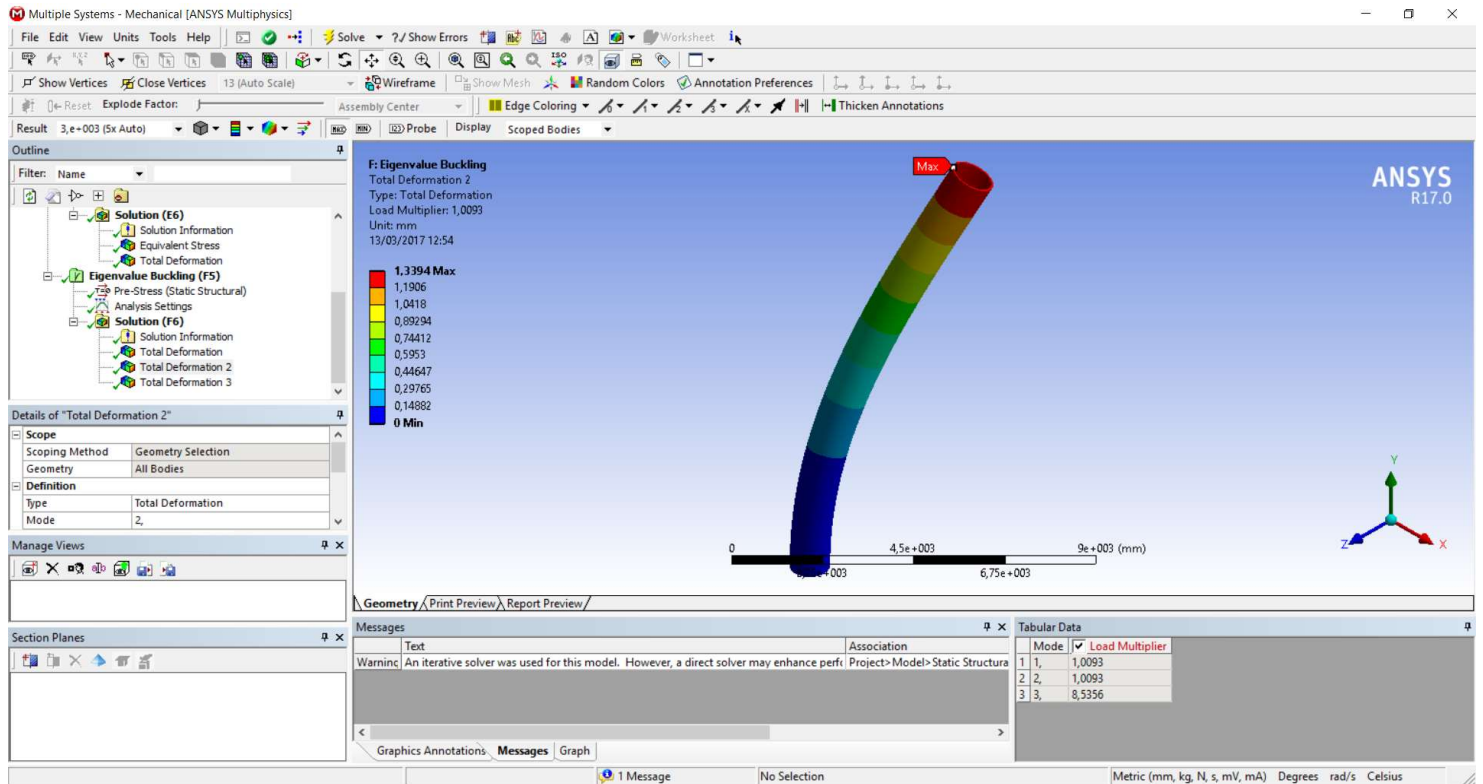 Multiple Systems - Mechanical [ANSYS Multiphysics]
File Edit View Units Tools Help Solve ?✓ Show Errors Worksheet
Show Vertices Close Vertices 13 (Auto Scale) Wireframe Show Mesh Random Colors Annotation Preferences
Reset Explode Factor: Assembly Center Edge Coloring Thicken Annotations
Result 3,e+003 (5x Auto) Probe Display Scoped Bodies
Outline
Filter: Name
Solution (E6)
Solution Information
Equivalent Stress
Total Deformation
Eigenvalue Buckling (F5)
Pre-Stress (Static Structural)
Analysis Settings
Solution (F6)
Solution Information
Total Deformation
Total Deformation 2
Total Deformation 3
Details of "Total Deformation 2"
Scope
Scoping Method Geometry Selection
Geometry All Bodies
Definition
Type Total Deformation
Mode 2,
Manage Views
Section Planes
F: Eigenvalue Buckling
Total Deformation 2
Type: Total Deformation
Load Multiplier: 1,0093
Unit: mm
13/03/2017 12:54
1,3394 Max
1,1906
1,0418
0,89294
0,74412
0,5953
0,44647
0,29765
0,14882
0 Min
Max
ANSYS
R17.0
Y
Z X
0 4,5e+003 9e+003 (mm)
6,75e+003
Geometry Print Preview Report Preview
Messages
Text Association
Warning An iterative solver was used for this model. However, a direct solver may enhance perf Project>Model>Static Structura
Graphics Annotations Messages Graph
Tabular Data
Mode Load Multiplier
1 1, 1,0093
2 2, 1,0093
3 3, 8,5356
1 Message No Selection Metric (mm, kg, N, s, mV, mA) Degrees rad/s Celsius